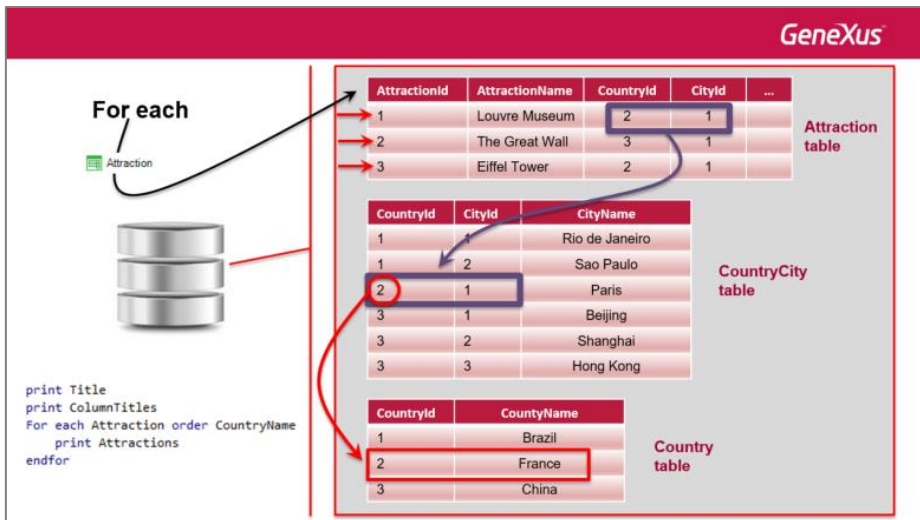 GeneXus™
For each
Attraction
print Title
print ColumnTitles
For each Attraction order CountryName
print Attractions
endfor
AttractionId AttractionName CountryId CityId ...
1 Louvre Museum 2 1
2 The Great Wall 3 1
3 Eiffel Tower 2 1
Attraction
table
CountryId CityId CityName
1 1 Rio de Janeiro
1 2 Sao Paulo
2 1 Paris
3 1 Beijing
3 2 Shanghai
3 3 Hong Kong
CountryCity
table
CountryId CountyName
1 Brazil
2 France
3 China
Country
table